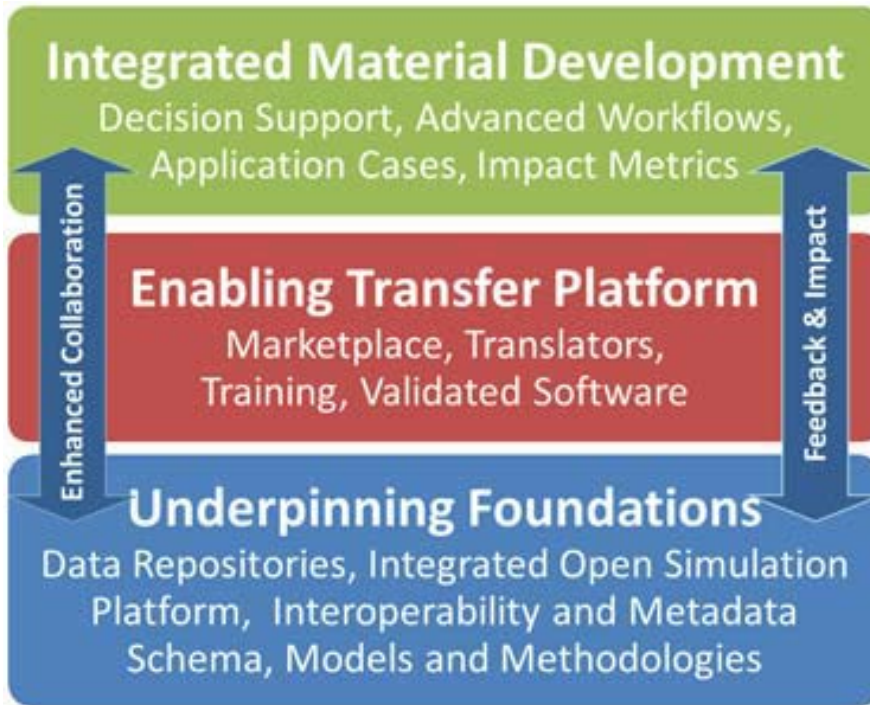 Integrated Material Development
Decision Support, Advanced Workflows,
Application Cases, Impact Metrics
Enhanced Collaboration
Feedback & Impact
Enabling Transfer Platform
Marketplace, Translators,
Training, Validated Software
Underpinning Foundations
Data Repositories, Integrated Open Simulation
Platform, Interoperability and Metadata
Schema, Models and Methodologies